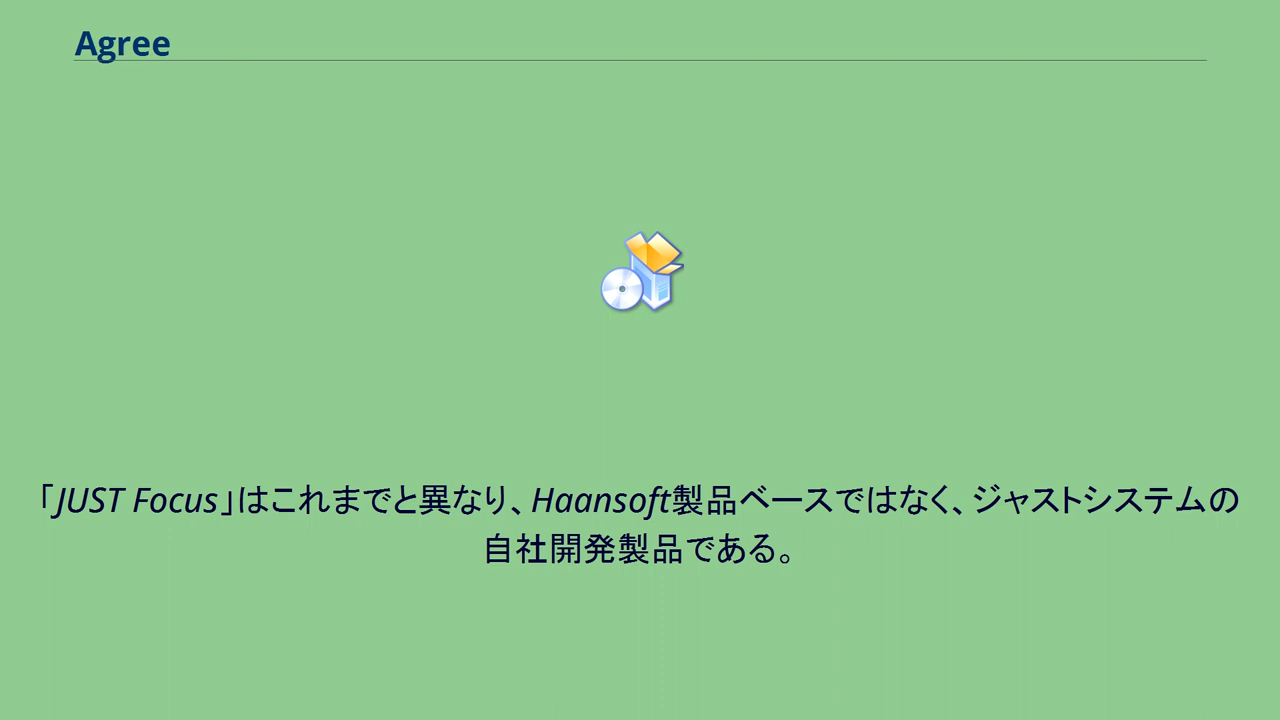 Agree
「JUST Focus」はこれまでと異なり、Haansoft製品ベースではなく、ジャストシステムの
自社開発製品である。